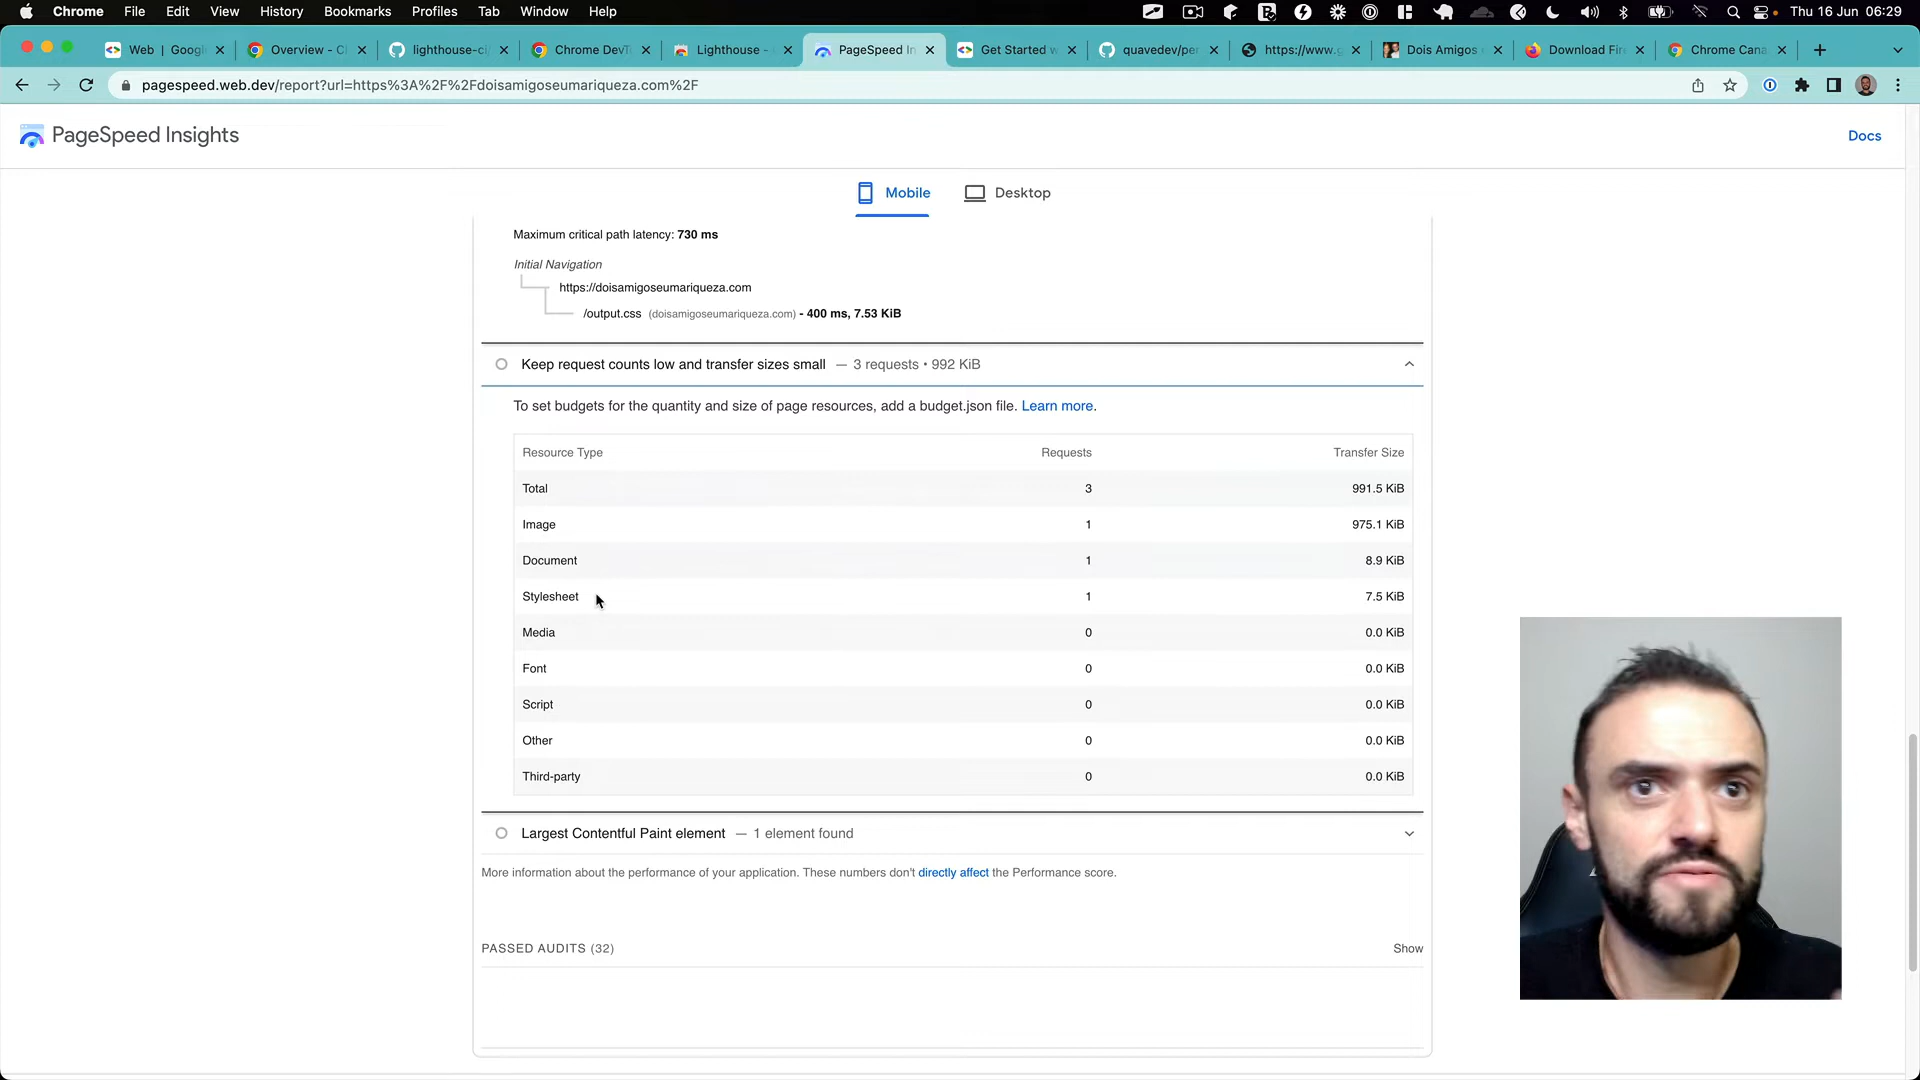 Chrome File Edit View History Bookmarks Profiles Tab Window Help Thu 16 Jun 06:29
Web | Goog Overview - C lighthouse-ci/ Chrome DevT Lighthouse - PageSpeed In Get Started w quavedev/per https://www. Dois Amigos Download Fir Chrome Cana
pagespeed.web.dev/report?url=https%3A%2F%2Fdoisamigoseumariqueza.com%2F
PageSpeed Insights
Docs
Mobile Desktop
Maximum critical path latency: 730 ms
Initial Navigation
https://doisamigoseumariqueza.com
/output.css (doisamigoseumariqueza.com) - 400 ms, 7.53 KiB
Keep request counts low and transfer sizes small — 3 requests • 992 KiB
To set budgets for the quantity and size of page resources, add a budget.json file. Learn more.
Resource Type Requests Transfer Size
Total 3 991.5 KiB
Image 1 975.1 KiB
Document 1 8.9 KiB
Stylesheet 1 7.5 KiB
Media 0 0.0 KiB
Font 0 0.0 KiB
Script 0 0.0 KiB
Other 0 0.0 KiB
Third-party 0 0.0 KiB
Largest Contentful Paint element — 1 element found
More information about the performance of your application. These numbers don't directly affect the Performance score.
PASSED AUDITS (32) Show